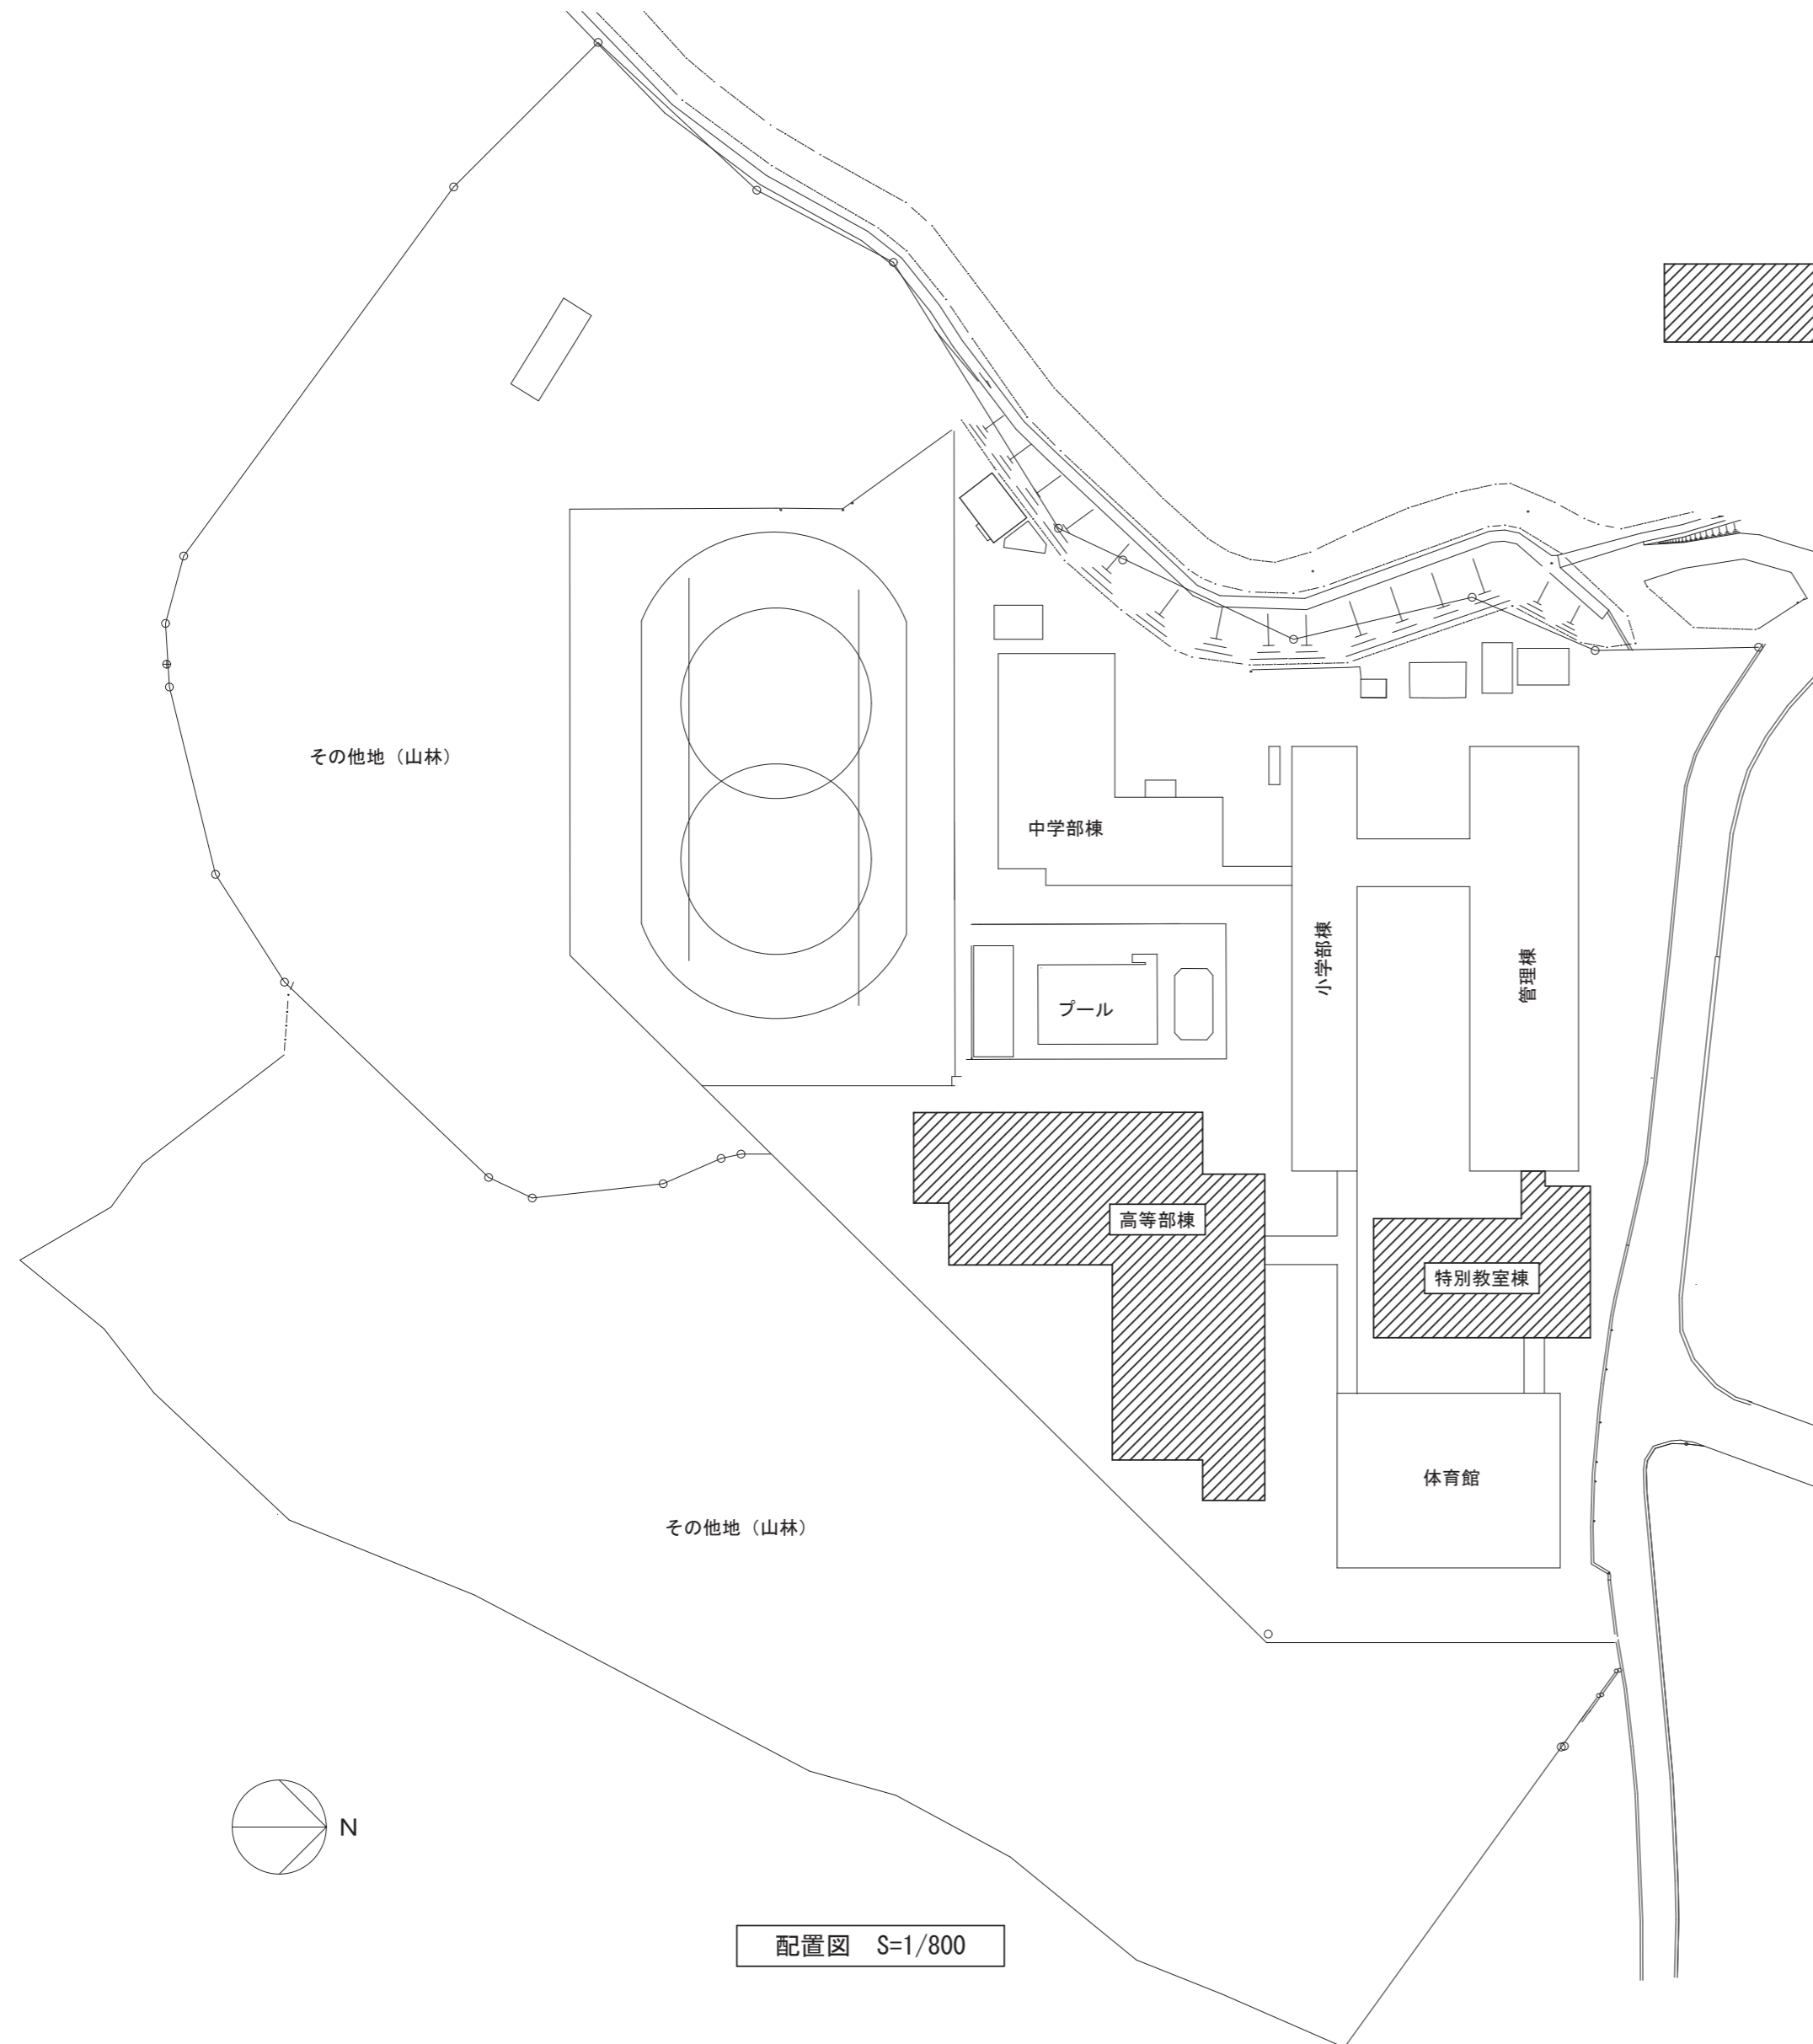 その他地（山林）
中学部棟
小学部棟
管理棟
プール
高等部棟
特別教室棟
体育館
その他地（山林）
N
配置図　S=1/800